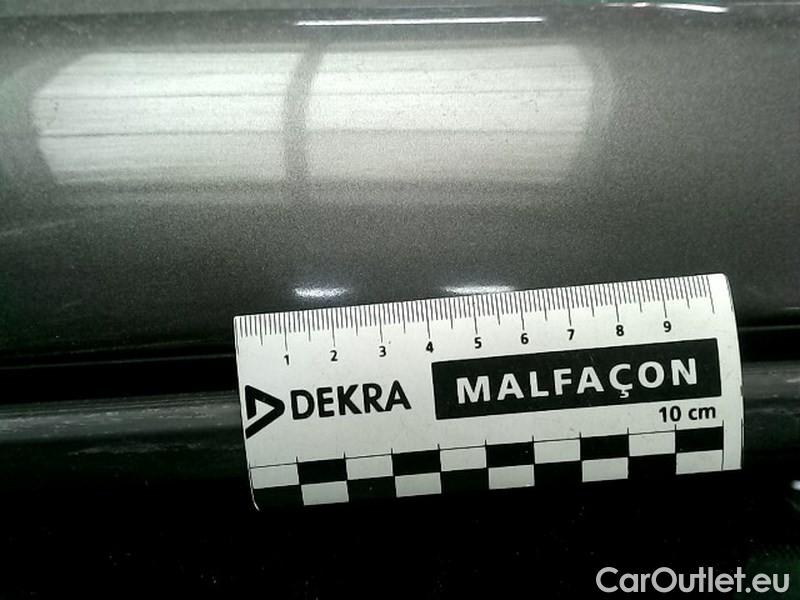 1 2 3 4 5 6 7 8 9
DEKRA MALFAÇON
10 cm
CarOutlet.eu